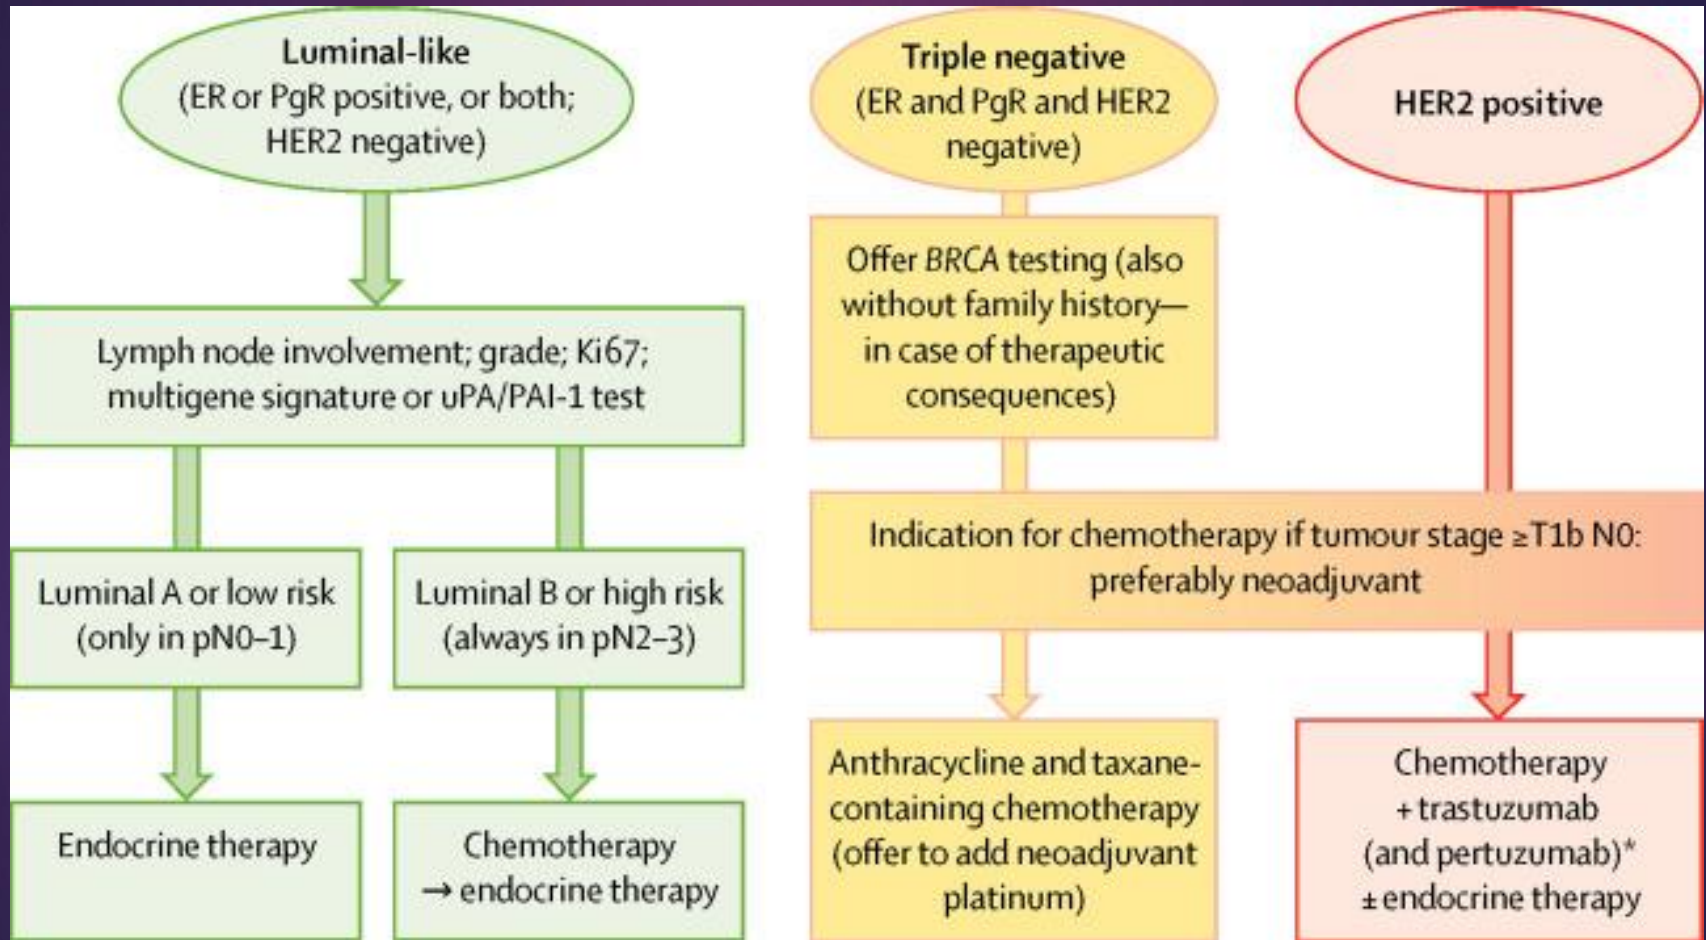 Luminal-like
(ER or PgR positive, or both;
HER2 negative)
Triple negative
(ER and PgR and HER2
negative)
HER2 positive
Offer BRCA testing (also
without family history—
in case of therapeutic
consequences)
Lymph node involvement; grade; Ki67;
multigene signature or uPA/PAI-1 test
Indication for chemotherapy if tumour stage ≥T1b N0:
preferably neoadjuvant
Luminal A or low risk
(only in pN0–1)
Luminal B or high risk
(always in pN2–3)
Endocrine therapy
Chemotherapy
→ endocrine therapy
Anthracycline and taxane-
containing chemotherapy
(offer to add neoadjuvant
platinum)
Chemotherapy
+ trastuzumab
(and pertuzumab)*
± endocrine therapy